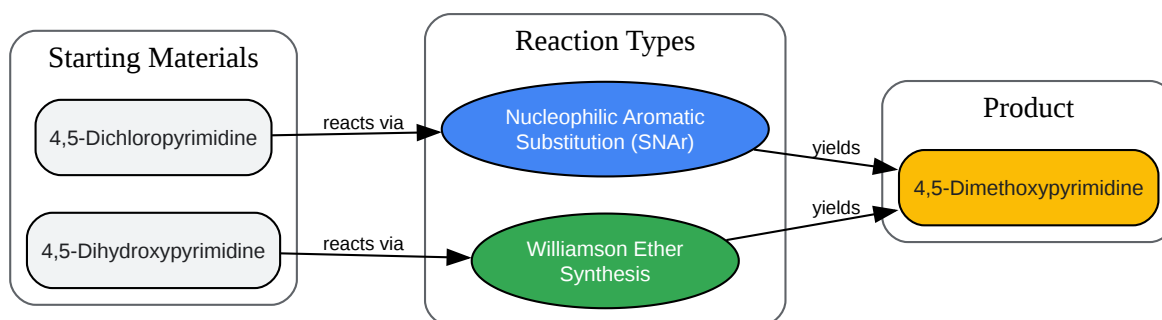 Starting Materials
4,5-Dichloropyrimidine
4,5-Dihydroxypyrimidine
reacts via
reacts via
Reaction Types
Nucleophilic Aromatic
Substitution (SNAr)
Williamson Ether
Synthesis
yields
yields
Product
4,5-Dimethoxypyrimidine